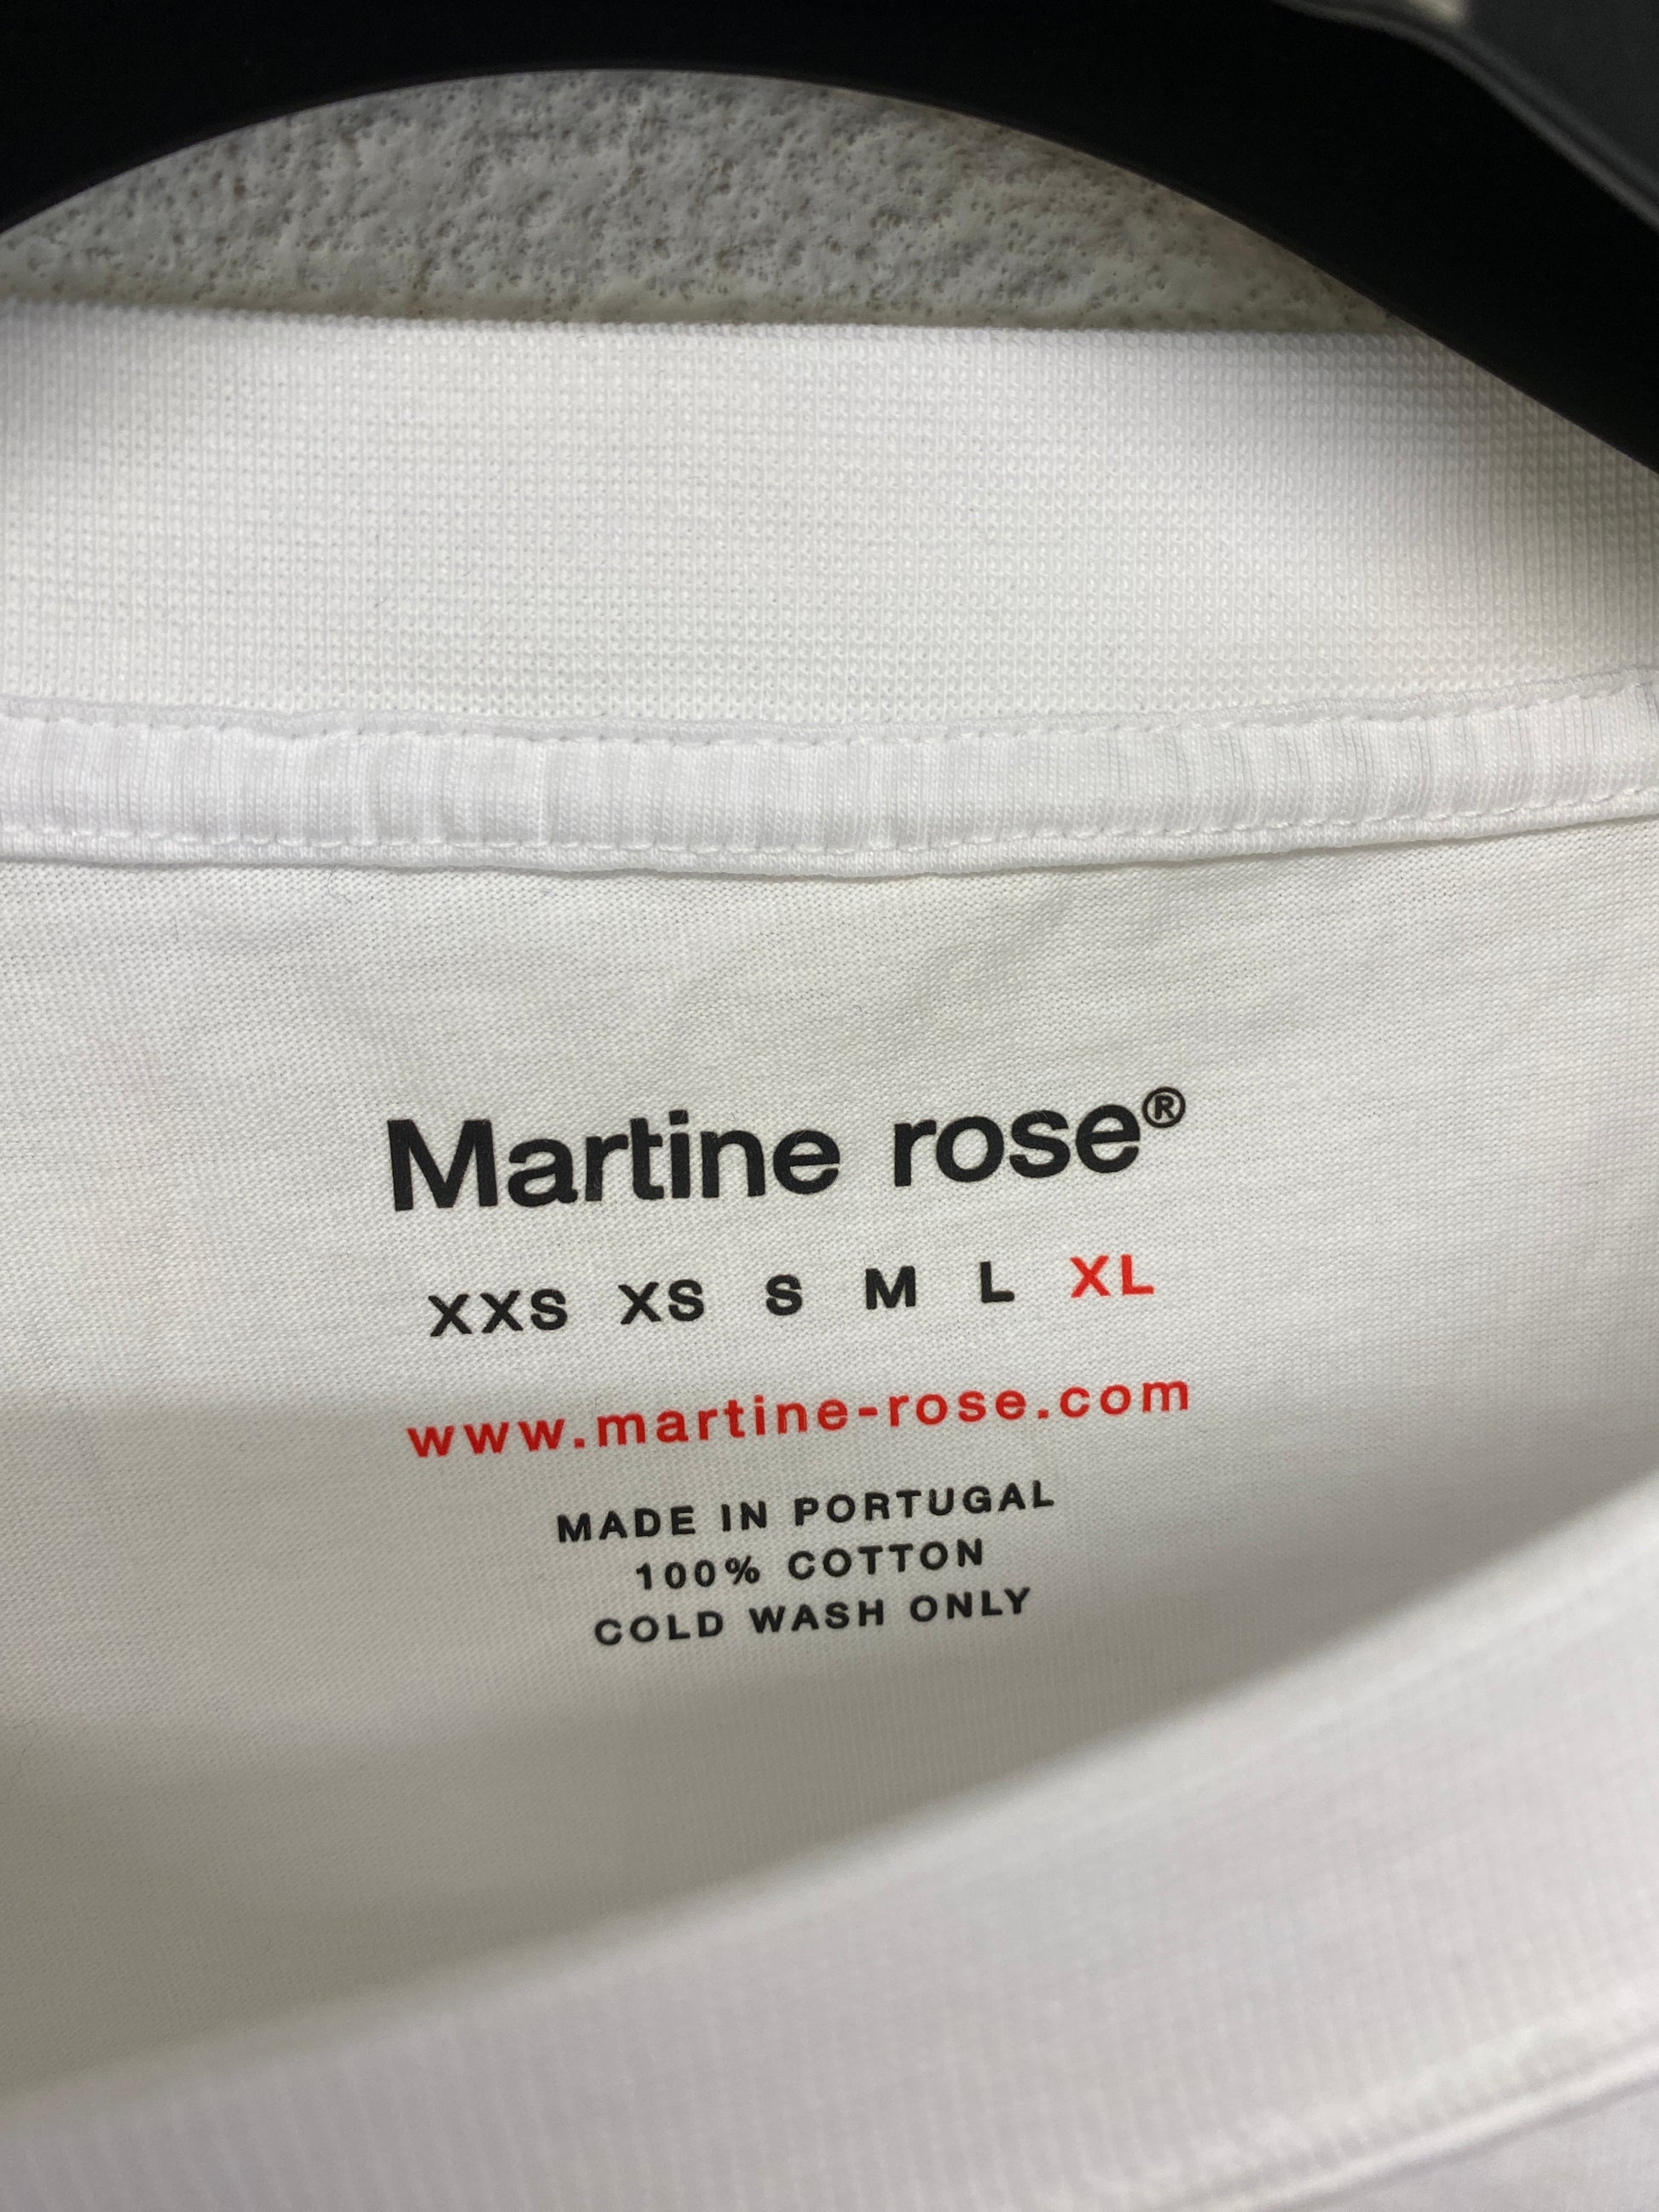 Martine rose®
XXS XS S M L XL
www.martine-rose.com
MADE IN PORTUGAL
100% COTTON
COLD WASH ONLY